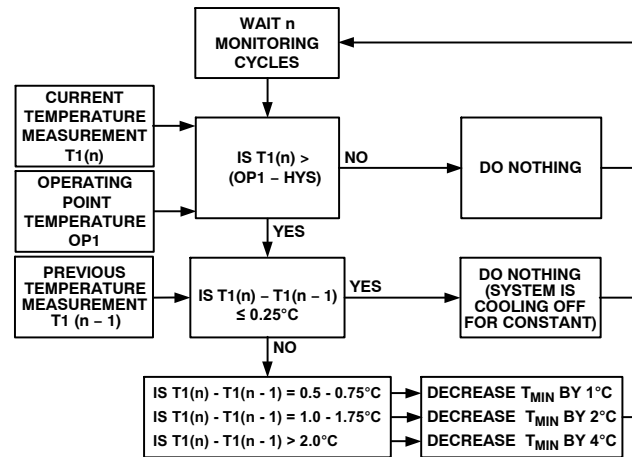 WAIT n
MONITORING
CYCLES
CURRENT
TEMPERATURE
MEASUREMENT
T1(n)
IS T1(n) >
(OP1 – HYS)
NO
DO NOTHING
OPERATING
POINT
TEMPERATURE
OP1
YES
PREVIOUS
TEMPERATURE
MEASUREMENT
T1 (n – 1)
IS T1(n) – T1(n – 1)
≤ 0.25°C
YES
DO NOTHING
(SYSTEM IS
COOLING OFF
FOR CONSTANT)
NO
IS T1(n) - T1(n - 1) = 0.5 - 0.75°C
DECREASE TMIN BY 1°C
IS T1(n) - T1(n - 1) = 1.0 - 1.75°C
DECREASE TMIN BY 2°C
IS T1(n) - T1(n - 1) > 2.0°C
DECREASE TMIN BY 4°C